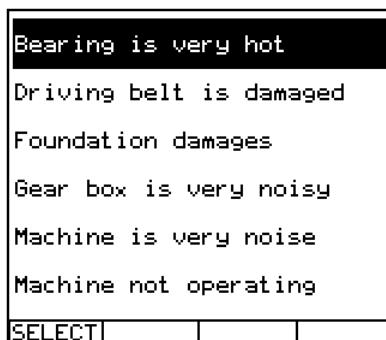 Bearing is very hot
Driving belt is damaged
Foundation damages
Gear box is very noisy
Machine is very noise
Machine not operating
SELECT